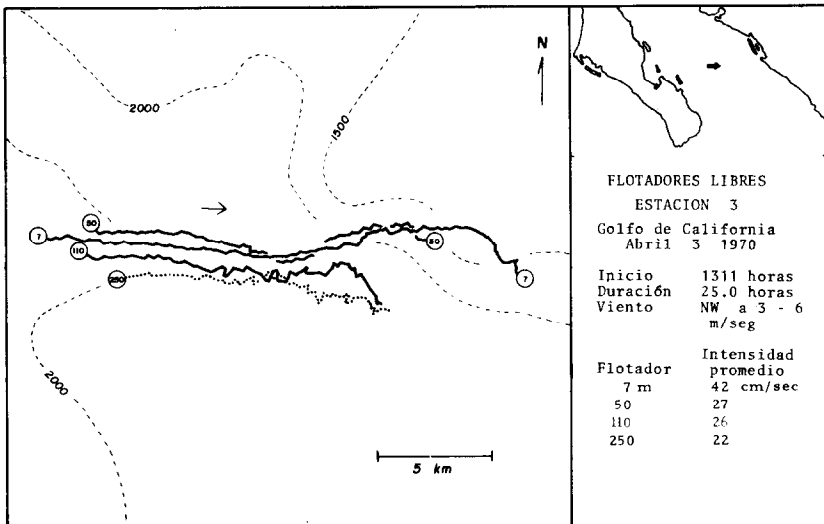 N
2000
1500
50
7
110
250
50
7
2000
5 km
FLOTADORES LIBRES
ESTACION 3
Golfo de California
Abril 3 1970
Inicio 1311 horas
Duración 25.0 horas
Viento NW a 3 - 6
m/seg
Intensidad
Flotador promedio
7 m 42 cm/sec
50 27
110 26
250 22